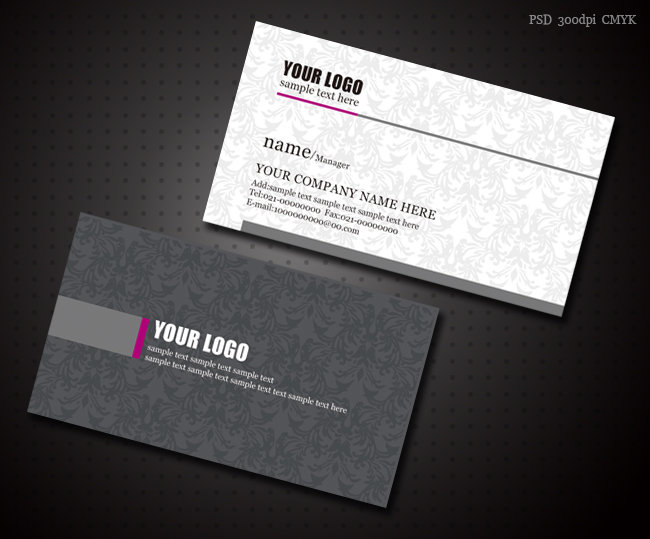 PSD 300dpi CMYK
YOUR LOGO
sample text here
name/Manager
YOUR COMPANY NAME HERE
Add:sample text sample text sample text here
Tel:021-00000000 Fax:021-00000000
E-mail:1000000000@qq.com
YOUR LOGO
sample text sample text sample text
sample text sample text sample text text sample text here